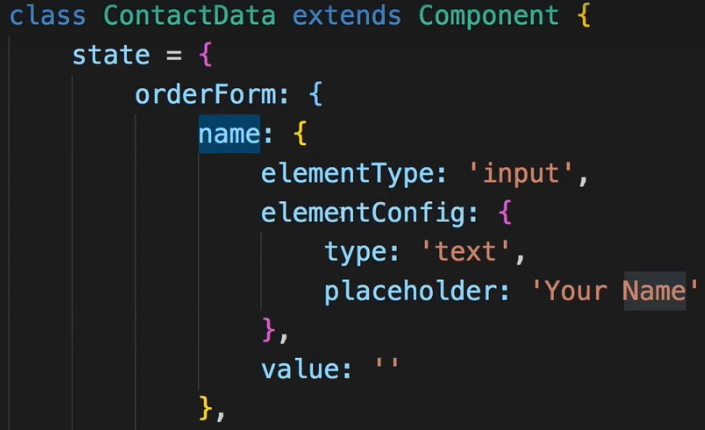 class ContactData extends Component {
state = {
orderForm: {
name: {
elementType: 'input',
elementConfig: {
type: 'text',
placeholder: 'Your Name'
},
value: ''
},